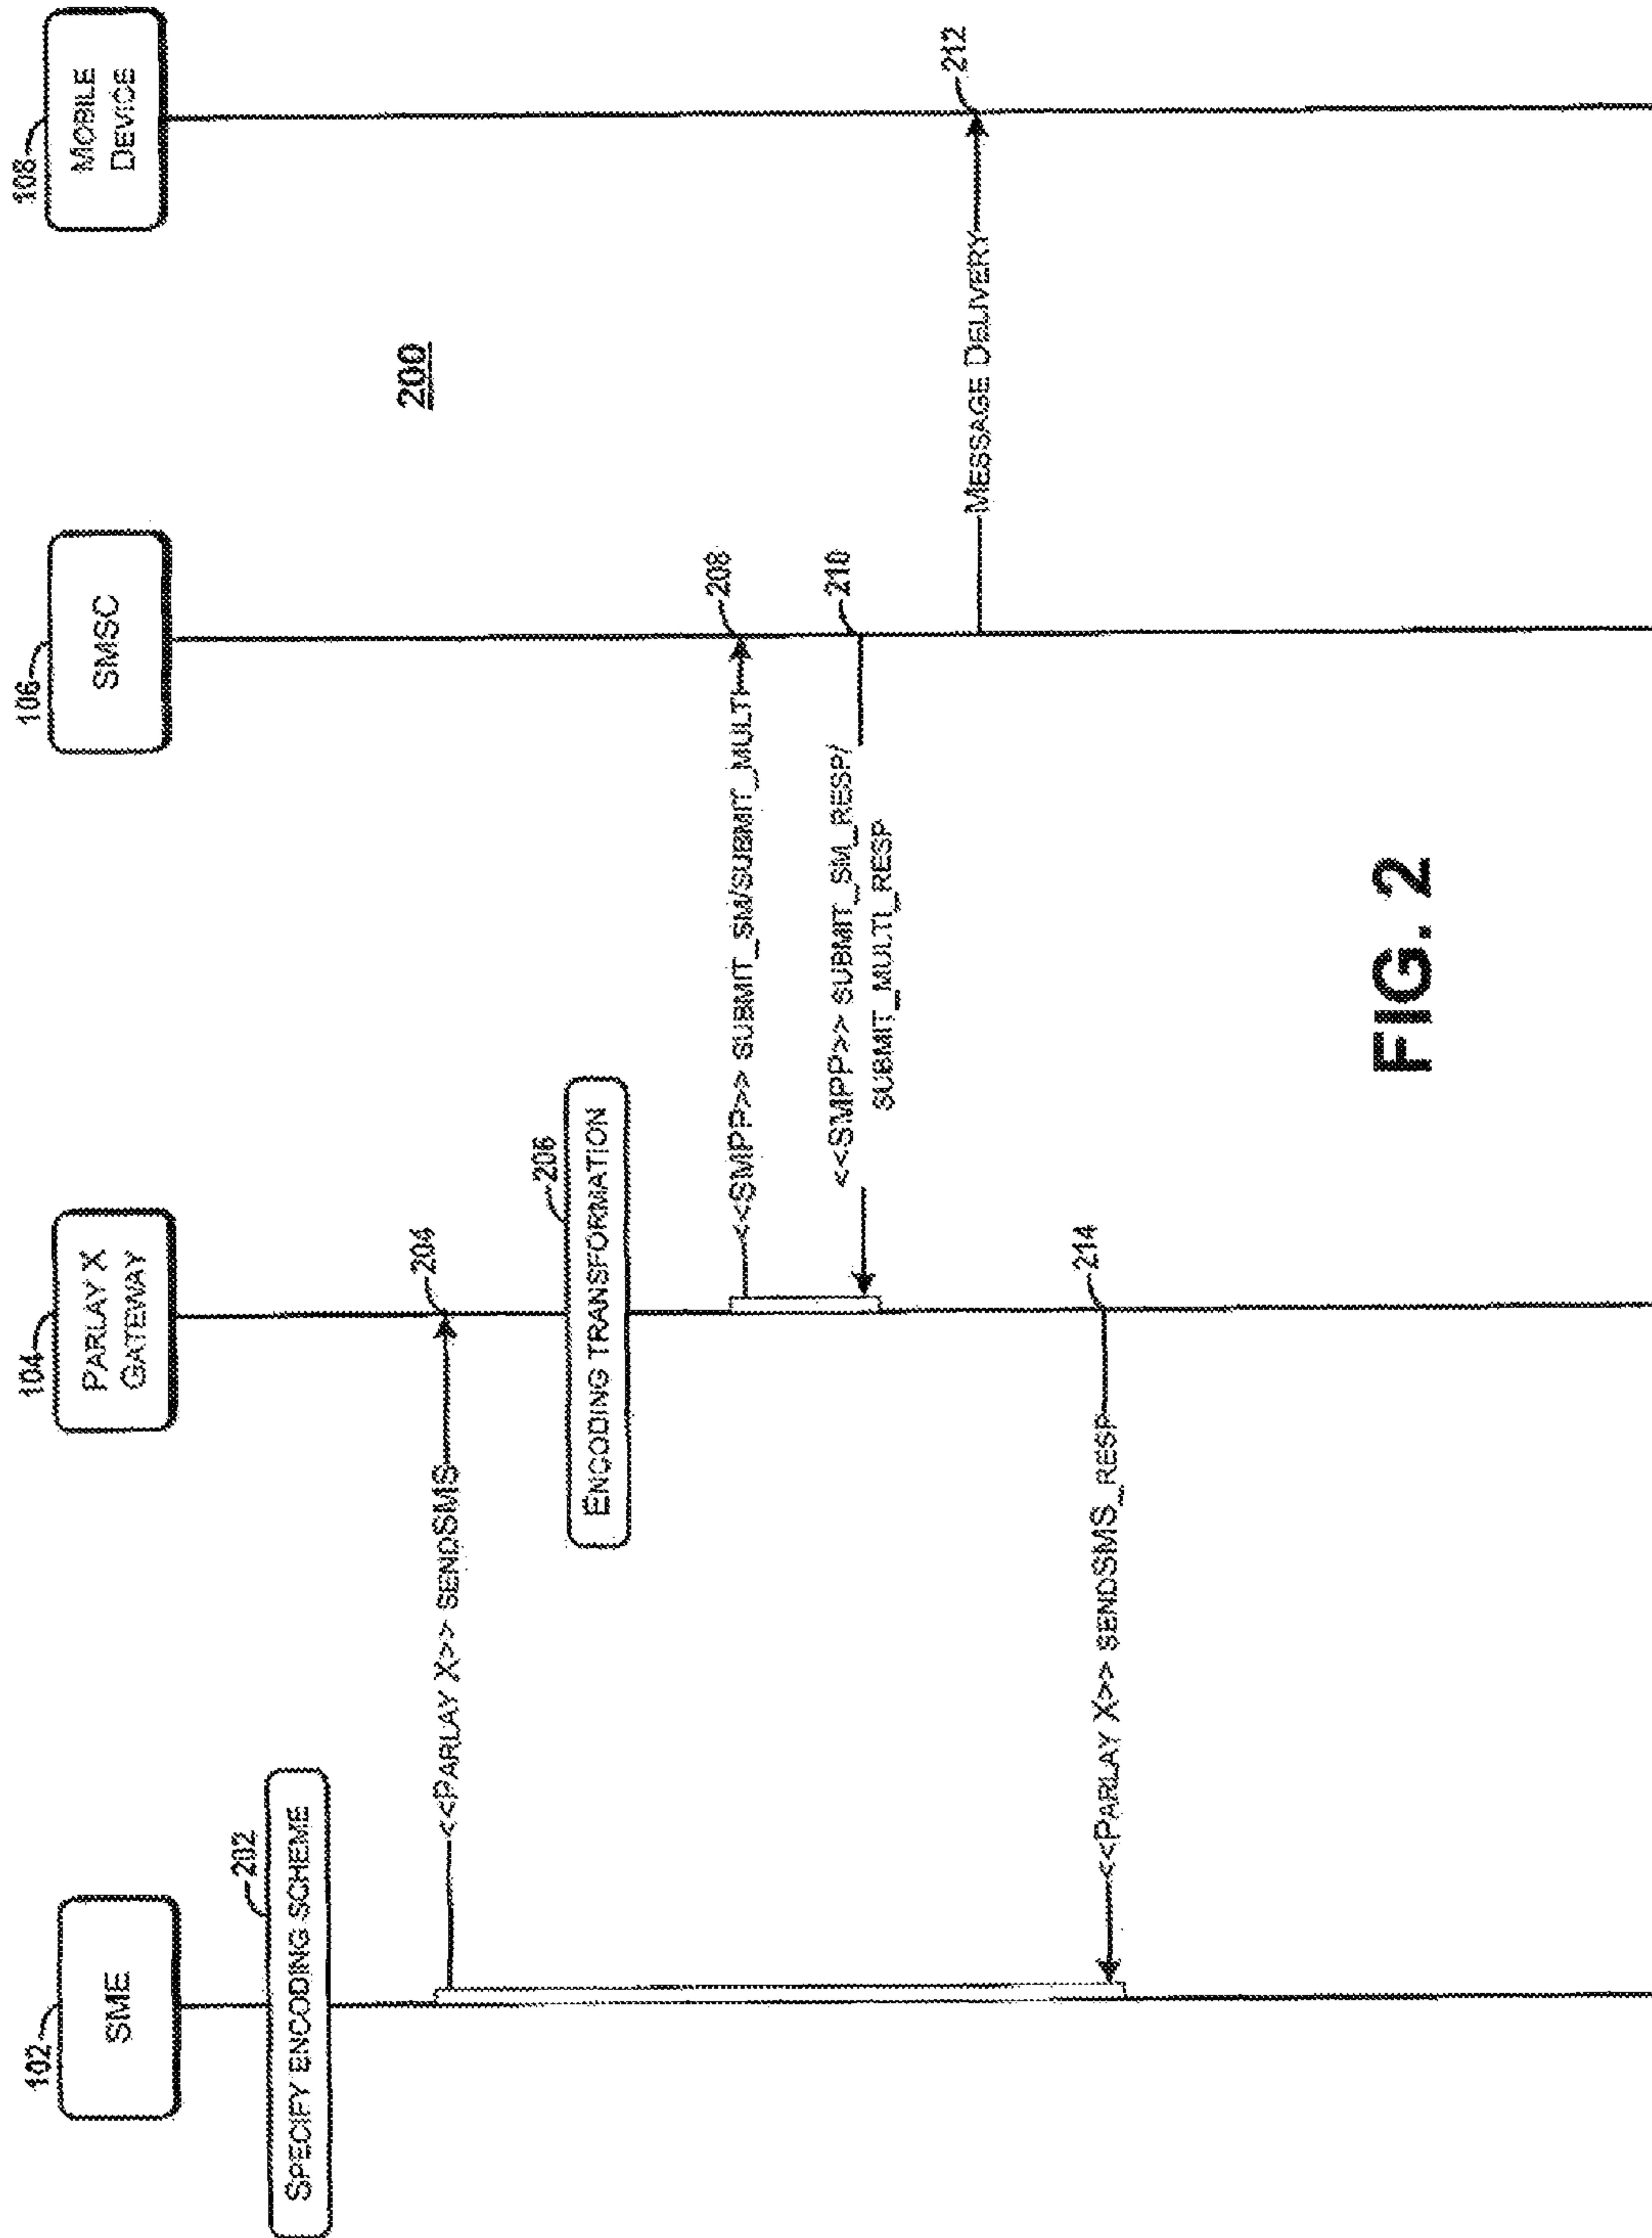 102
SME
104
PARLAY X
GATEWAY
106
SMSC
108
MOBILE
DEVICE
202
SPECIFY ENCODING SCHEME
200
204
<<PARLAY X>> SENDSMS
206
ENCODING TRANSFORMATION
208
<<SMPP>> SUBMIT_SM/SUBMIT_MULTI
210
<<SMPP>> SUBMIT_SM_RESP/
SUBMIT_MULTI_RESP
212
MESSAGE DELIVERY
214
<<PARLAY X>> SENDSMS_RESP
FIG. 2